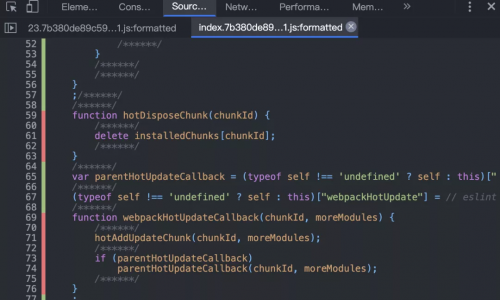 Eleme... Conso Sourc... Netw... Performa... Mem... »
23.7b380de89c59...1.js:formatted index.7b380de89...1.js:formatted
52 /******/
53 }
54 /******/
55 /******/
56 }
57 ;/******/
58 /******/
59 function hotDisposeChunk(chunkId) {
60 /******/
61 delete installedChunks[chunkId];
62 /******/
63 }
64 /******/
65 var parentHotUpdateCallback = (typeof self !== 'undefined' ? self : this)["
66 /******/
67 (typeof self !== 'undefined' ? self : this)["webpackHotUpdate"] = // eslint
68 /******/
69 function webpackHotUpdateCallback(chunkId, moreModules) {
70 /******/
71 hotAddUpdateChunk(chunkId, moreModules);
72 /******/
73 if (parentHotUpdateCallback)
74 parentHotUpdateCallback(chunkId, moreModules);
75 /******/
76 }
77 ;